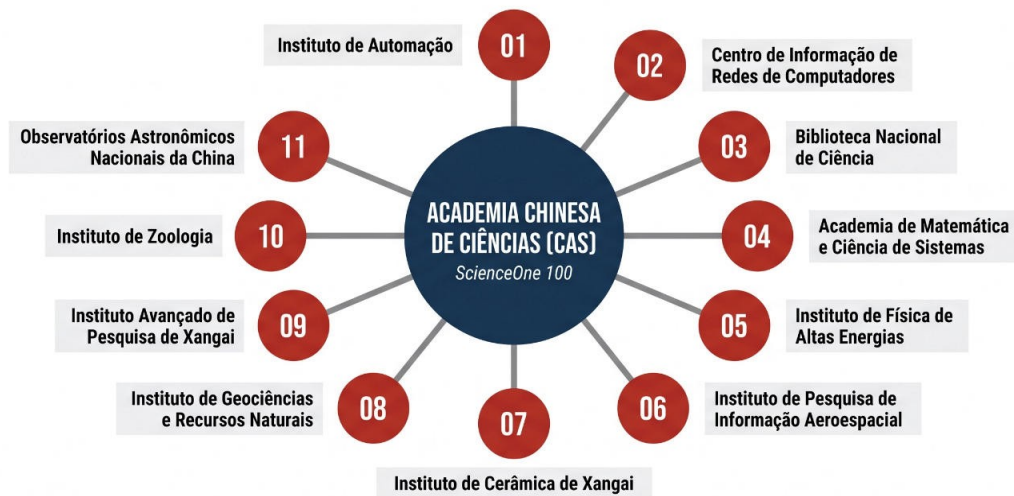 ACADEMIA CHINESA
DE CIÊNCIAS (CAS)
ScienceOne 100
01
Instituto de Automação
02
Centro de Informação de
Redes de Computadores
03
Biblioteca Nacional
de Ciência
04
Academia de Matemática
e Ciência de Sistemas
05
Instituto de Física de
Altas Energias
06
Instituto de Pesquisa de
Informação Aeroespacial
07
Instituto de Cerâmica de Xangai
08
Instituto de Geociências
e Recursos Naturais
09
Instituto Avançado de
Pesquisa de Xangai
10
Instituto de Zoologia
11
Observatórios Astronômicos
Nacionais da China